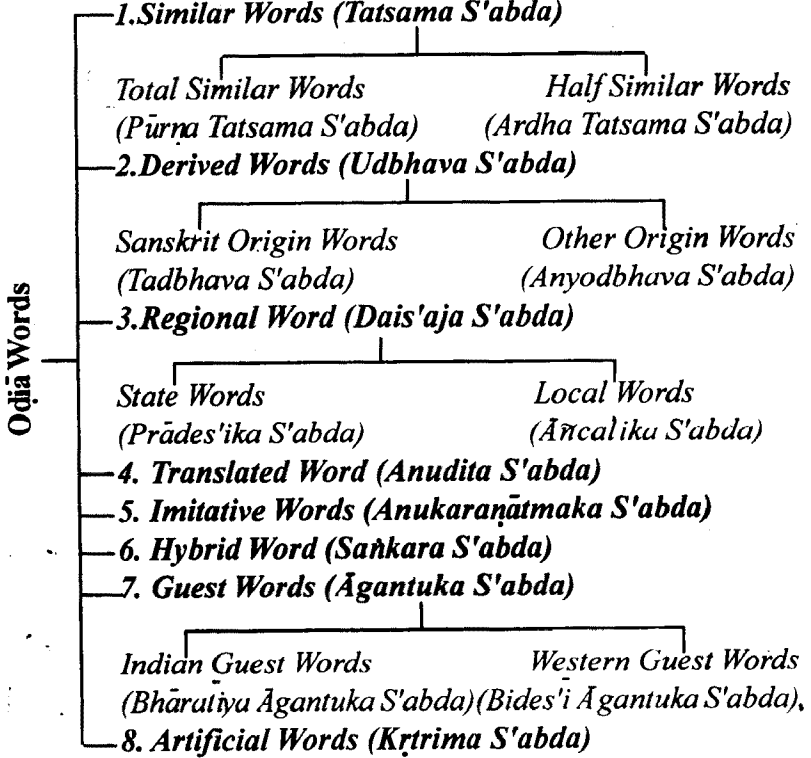 1.Similar Words (Tatsama S'abda)
Total Similar Words Half Similar Words
(Pūrṇa Tatsama S'abda) (Ardha Tatsama S'abda)
2.Derived Words (Udbhava S'abda)
Sanskrit Origin Words Other Origin Words
(Tadbhava S'abda) (Anyodbhava S'abda)
Oḍiā Words
3.Regional Word (Dais'aja S'abda)
State Words Local Words
(Prādes'ika S'abda) (Āñcalika S'abda)
4. Translated Word (Anudita S'abda)
5. Imitative Words (Anukaraṇātmaka S'abda)
6. Hybrid Word (Saṅkara S'abda)
7. Guest Words (Āgantuka S'abda)
Indian Guest Words Western Guest Words
(Bhāratīya Āgantuka S'abda) (Bides'ī Āgantuka S'abda).
8. Artificial Words (Kṛtrima S'abda)